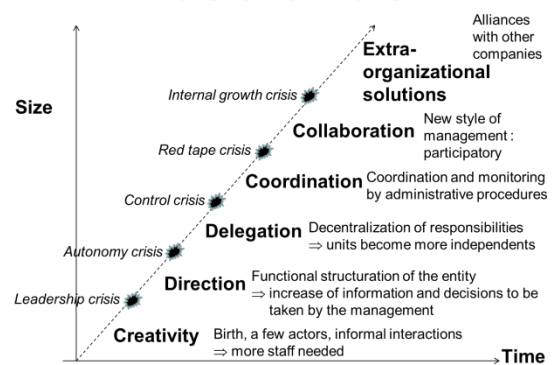 Alliances
with other
companies
Extra-
organizational
solutions
Size
Internal growth crisis
Collaboration
New style of
management :
participatory
Red tape crisis
Coordination
Coordination and monitoring
by administrative procedures
Control crisis
Delegation
Decentralization of responsibilities
⇒ units become more independents
Autonomy crisis
Direction
Functional structuration of the entity
⇒ increase of information and decisions to be
taken by the management
Leadership crisis
Creativity
Birth, a few actors, informal interactions
⇒ more staff needed
Time